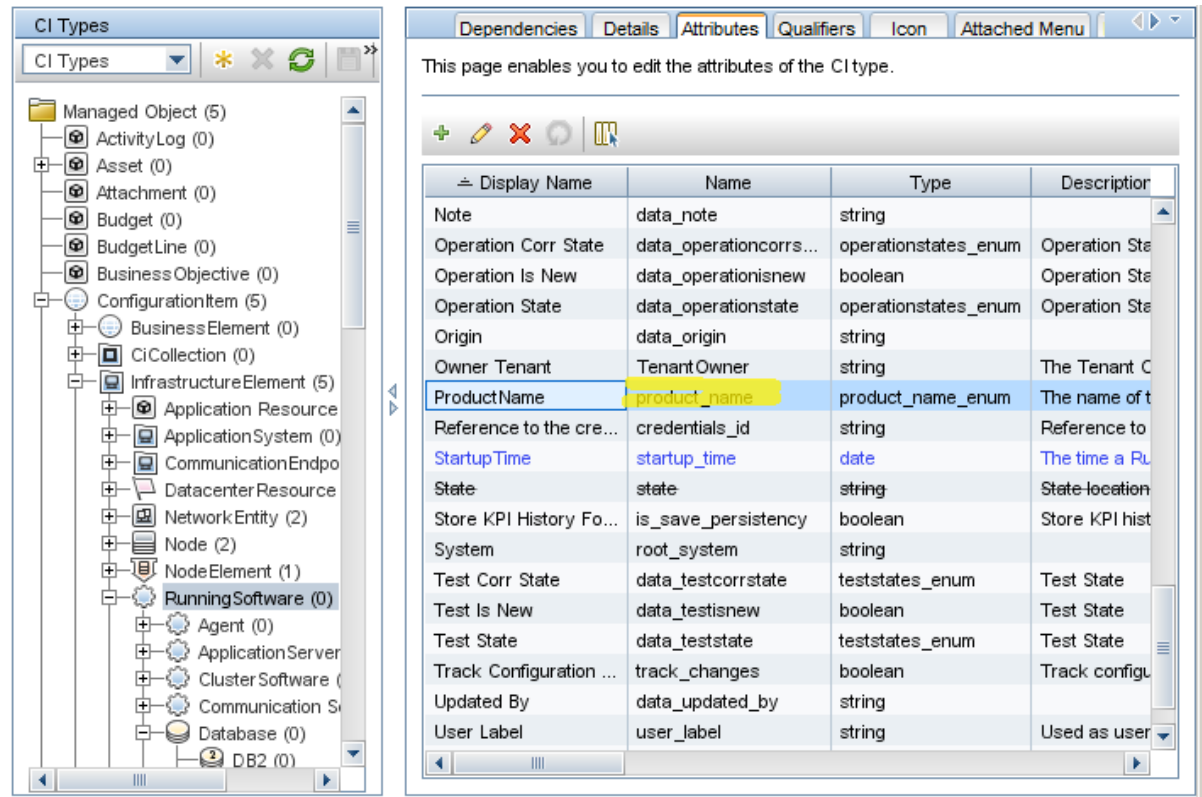 CI Types
CI Types
Managed Object (5)
ActivityLog (0)
Asset (0)
Attachment (0)
Budget (0)
BudgetLine (0)
BusinessObjective (0)
ConfigurationItem (5)
BusinessElement (0)
CiCollection (0)
InfrastructureElement (5)
Application Resource
ApplicationSystem (0)
CommunicationEndpo
DatacenterResource
NetworkEntity (2)
Node (2)
NodeElement (1)
RunningSoftware (0)
Agent (0)
ApplicationServer
ClusterSoftware (
Communication S
Database (0)
DB2 (0)
Dependencies Details Attributes Qualifiers Icon Attached Menu
This page enables you to edit the attributes of the CI type.
Display Name Name Type Description
Note data_note string
Operation Corr State data_operationcorrs... operationstates_enum Operation Sta
Operation Is New data_operationisnew boolean Operation Sta
Operation State data_operationstate operationstates_enum Operation Sta
Origin data_origin string
Owner Tenant TenantOwner string The Tenant O
ProductName product_name product_name_enum The name of t
Reference to the cre... credentials_id string Reference to
StartupTime startup_time date The time a Ru
State state string State location
Store KPI History Fo... is_save_persistency boolean Store KPI hist
System root_system string
Test Corr State data_testcorrstate teststates_enum Test State
Test Is New data_testisnew boolean Test State
Test State data_teststate teststates_enum Test State
Track Configuration ... track_changes boolean Track configu
Updated By data_updated_by string
User Label user_label string Used as user